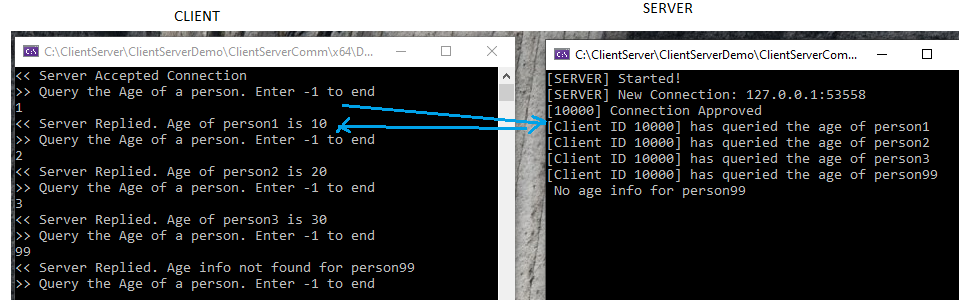 CLIENT
SERVER
C:\ClientServer\ClientServerDemo\ClientServerComm\x64\D...
<< Server Accepted Connection
>> Query the Age of a person. Enter -1 to end
1
<< Server Replied. Age of person1 is 10
>> Query the Age of a person. Enter -1 to end
2
<< Server Replied. Age of person2 is 20
>> Query the Age of a person. Enter -1 to end
3
<< Server Replied. Age of person3 is 30
>> Query the Age of a person. Enter -1 to end
99
<< Server Replied. Age info not found for person99
>> Query the Age of a person. Enter -1 to end
C:\ClientServer\ClientServerDemo\ClientServerCom...
[SERVER] Started!
[SERVER] New Connection: 127.0.0.1:53558
[10000] Connection Approved
[Client ID 10000] has queried the age of person1
[Client ID 10000] has queried the age of person2
[Client ID 10000] has queried the age of person3
[Client ID 10000] has queried the age of person99
No age info for person99